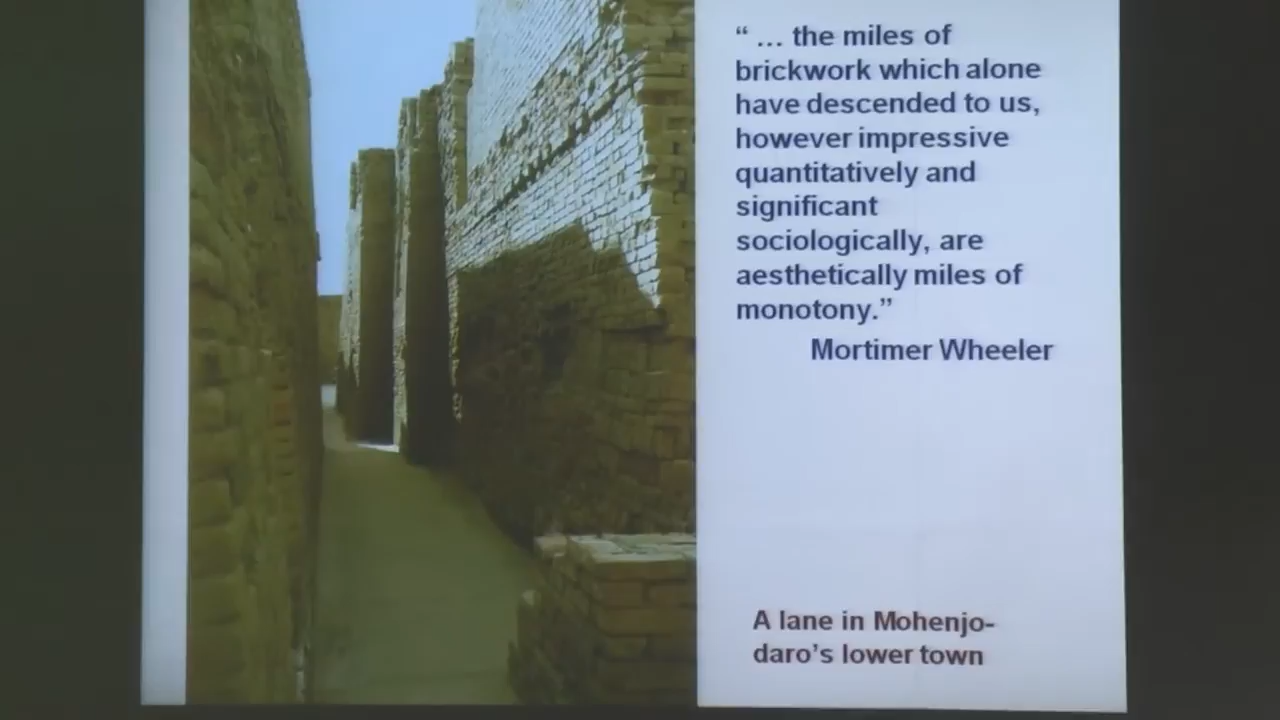 “ … the miles of
brickwork which alone
have descended to us,
however impressive
quantitatively and
significant
sociologically, are
aesthetically miles of
monotony.”
Mortimer Wheeler
A lane in Mohenjo-
daro’s lower town